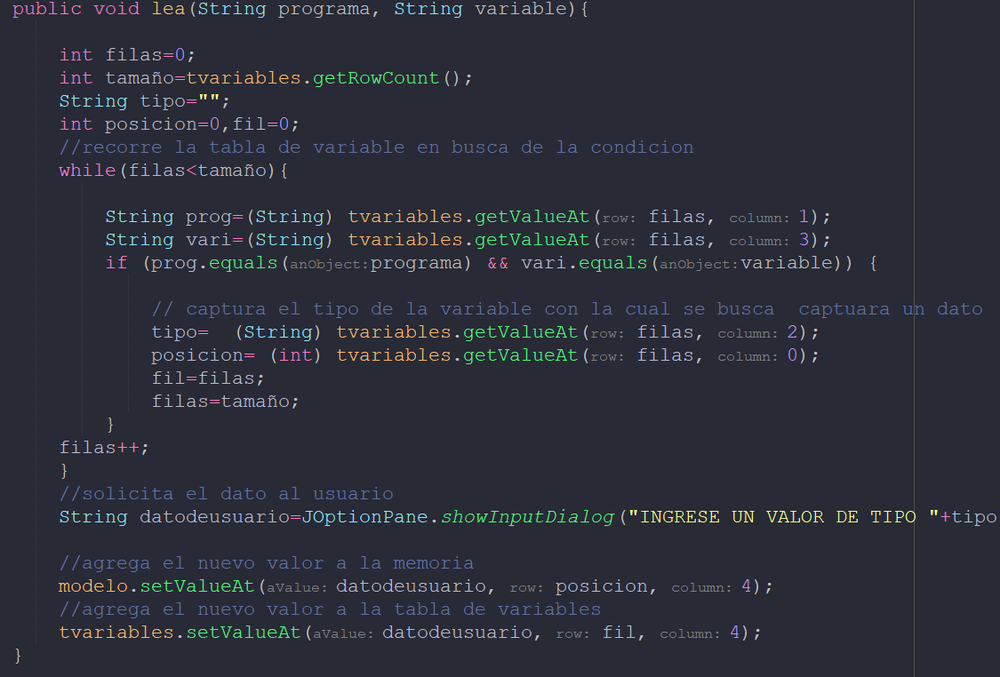 public void lea(String programa, String variable){
int filas=0;
int tamaño=tvariables.getRowCount();
String tipo="";
int posicion=0,fil=0;
//recorre la tabla de variable en busca de la condicion
while(filas<tamaño){
String prog=(String) tvariables.getValueAt(row: filas, column: 1);
String vari=(String) tvariables.getValueAt(row: filas, column: 3);
if (prog.equals(anObject:programa) && vari.equals(anObject:variable)) {
// captura el tipo de la variable con la cual se busca  captuara un dato
tipo=  (String) tvariables.getValueAt(row: filas, column: 2);
posicion= (int) tvariables.getValueAt(row: filas, column: 0);
fil=filas;
filas=tamaño;
}
filas++;
}
//solicita el dato al usuario
String datodeusuario=JOptionPane.showInputDialog("INGRESE UN VALOR DE TIPO "+tipo
//agrega el nuevo valor a la memoria
modelo.setValueAt(aValue: datodeusuario, row: posicion, column: 4);
//agrega el nuevo valor a la tabla de variables
tvariables.setValueAt(aValue: datodeusuario, row: fil, column: 4);
}